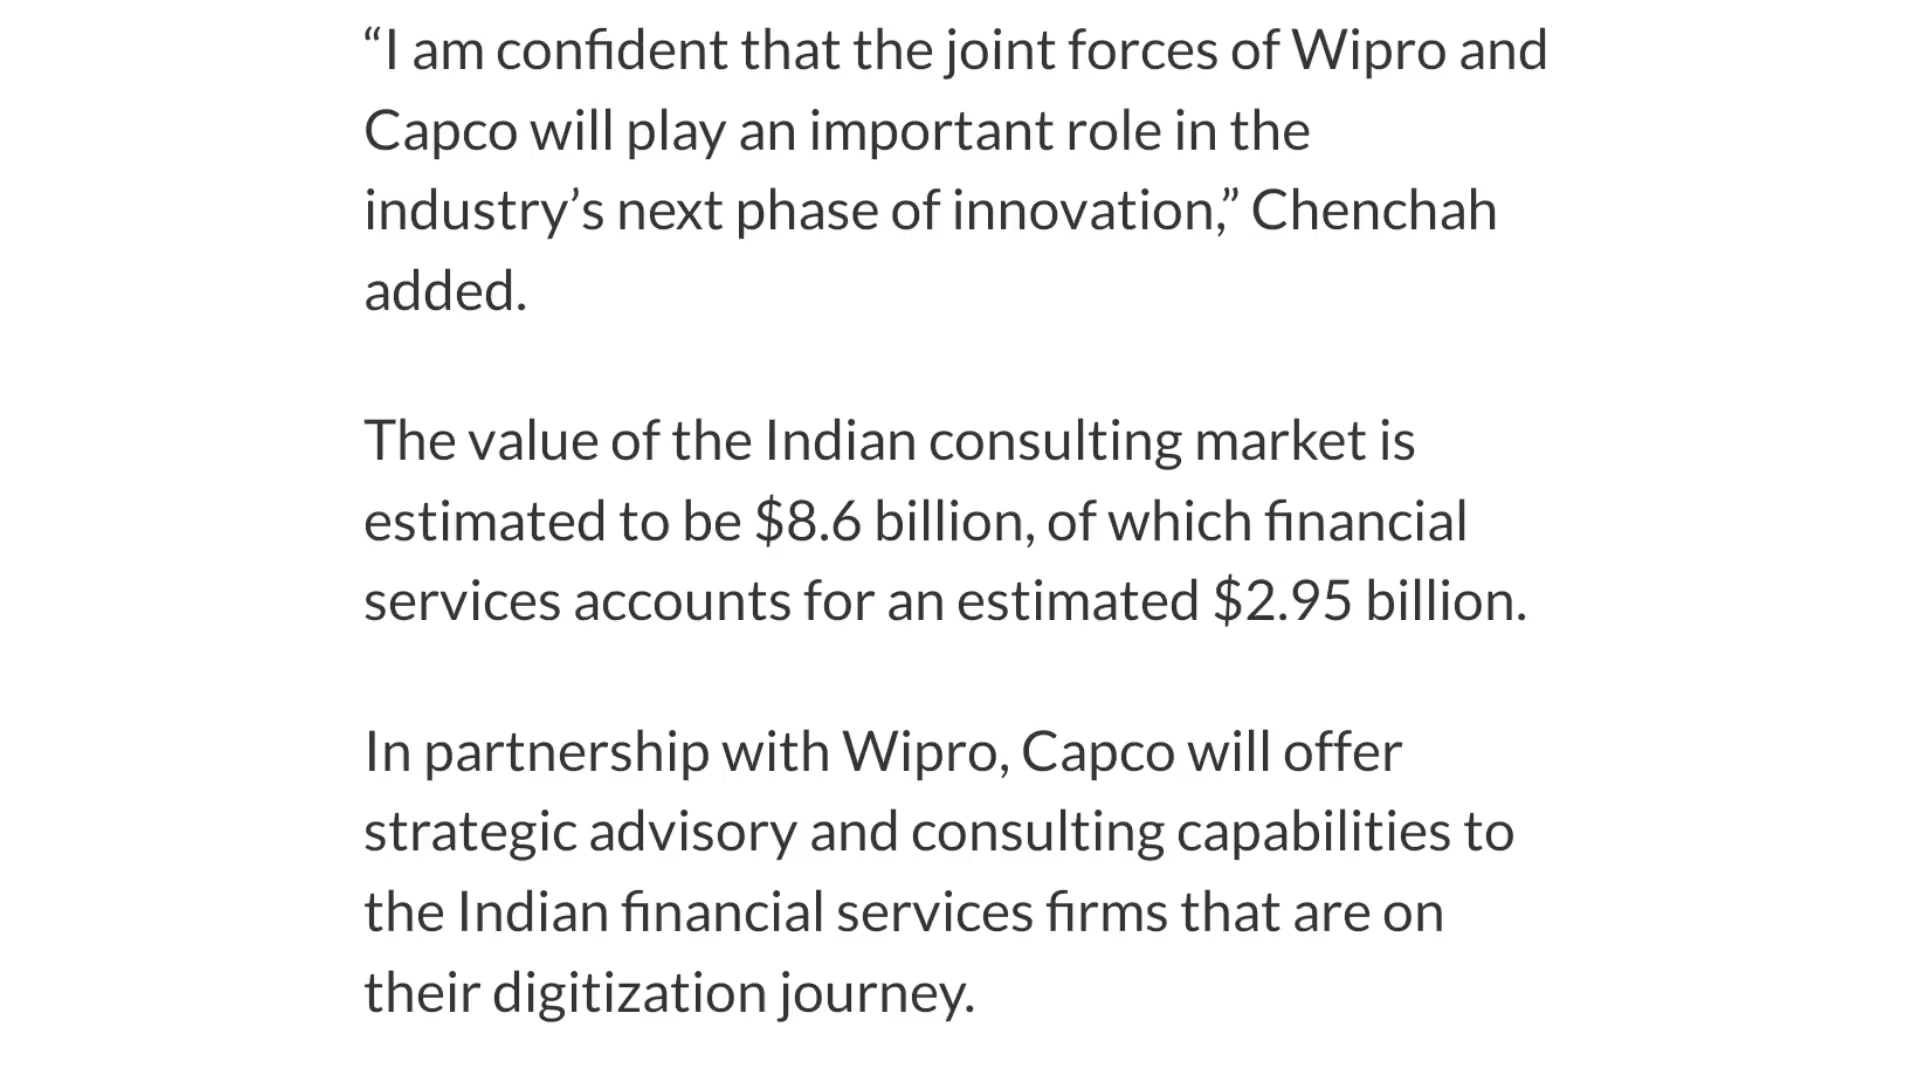 “I am confident that the joint forces of Wipro and
Capco will play an important role in the
industry’s next phase of innovation,” Chenchah
added.
The value of the Indian consulting market is
estimated to be $8.6 billion, of which financial
services accounts for an estimated $2.95 billion.
In partnership with Wipro, Capco will offer
strategic advisory and consulting capabilities to
the Indian financial services firms that are on
their digitization journey.